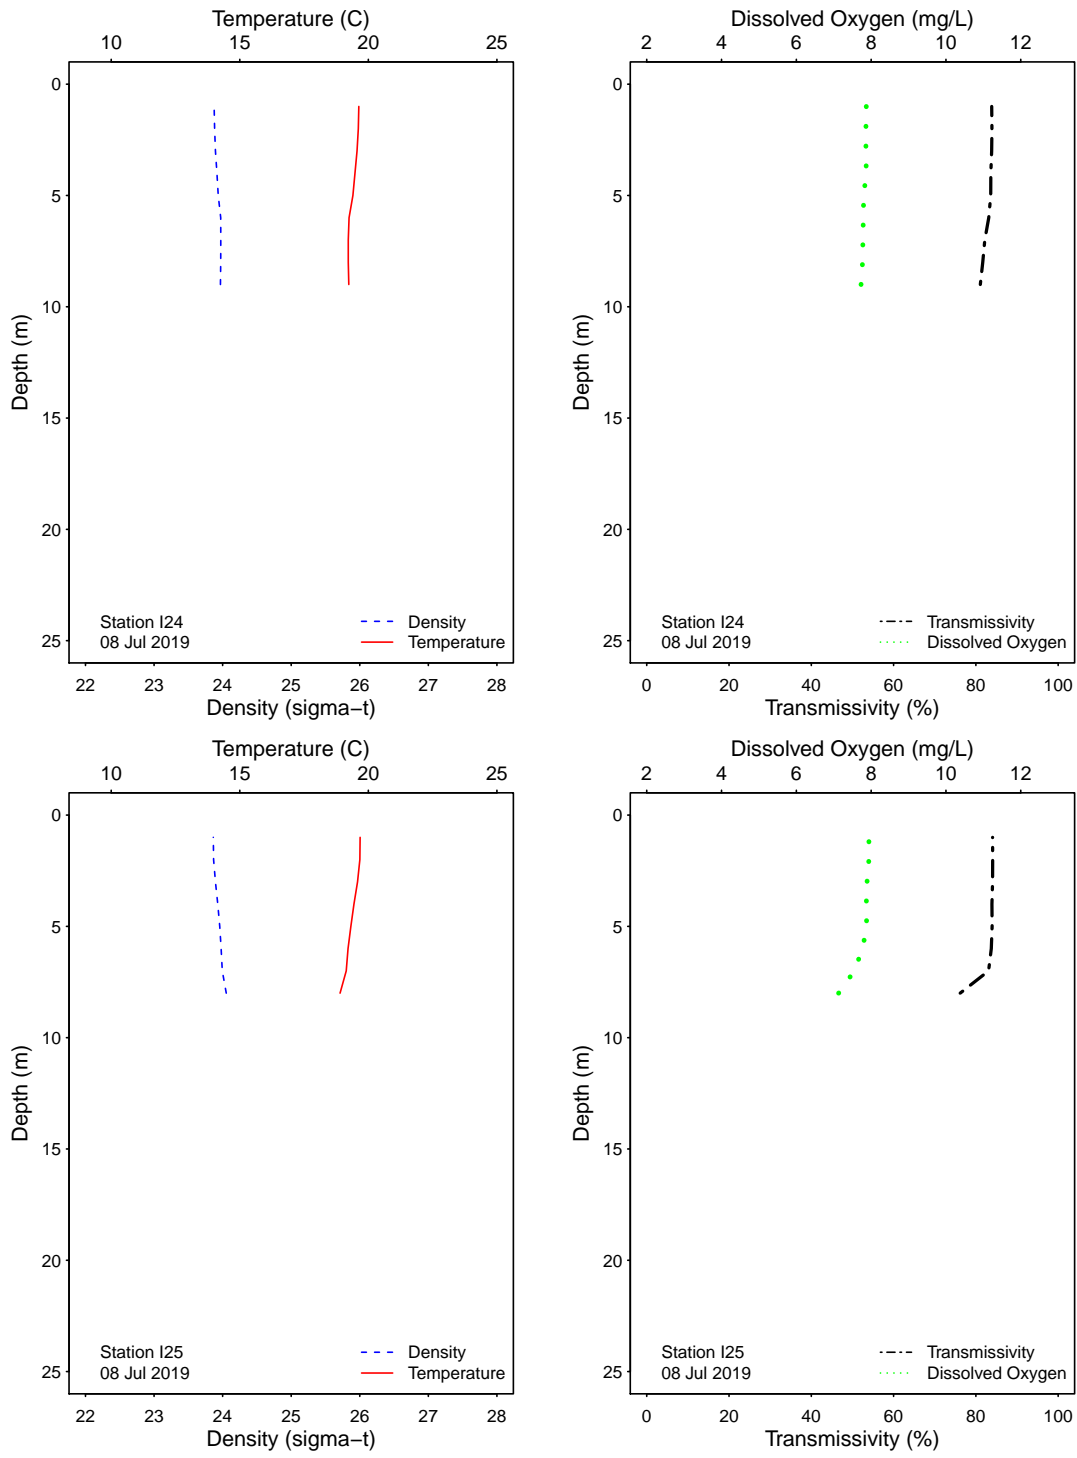 Temperature (C)
10 15 20 25
0
5
10
15
20
25
Depth (m)
Station I24
08 Jul 2019
Density
Temperature
22 23 24 25 26 27 28
Density (sigma−t)
Dissolved Oxygen (mg/L)
2 4 6 8 10 12
0
5
10
15
20
25
Depth (m)
Station I24
08 Jul 2019
Transmissivity
Dissolved Oxygen
0 20 40 60 80 100
Transmissivity (%)
Temperature (C)
10 15 20 25
0
5
10
15
20
25
Depth (m)
Station I25
08 Jul 2019
Density
Temperature
22 23 24 25 26 27 28
Density (sigma−t)
Dissolved Oxygen (mg/L)
2 4 6 8 10 12
0
5
10
15
20
25
Depth (m)
Station I25
08 Jul 2019
Transmissivity
Dissolved Oxygen
0 20 40 60 80 100
Transmissivity (%)